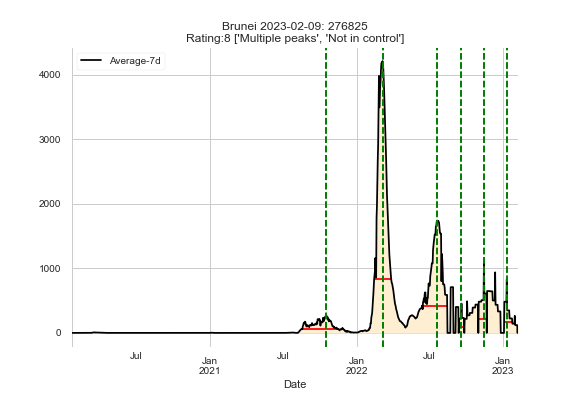 Brunei 2023-02-09: 276825
Rating:8 ['Multiple peaks', 'Not in control']
Average-7d
4000
3000
2000
1000
0
Jul
Jan
2021
Jul
Jan
2022
Jul
Jan
2023
Date